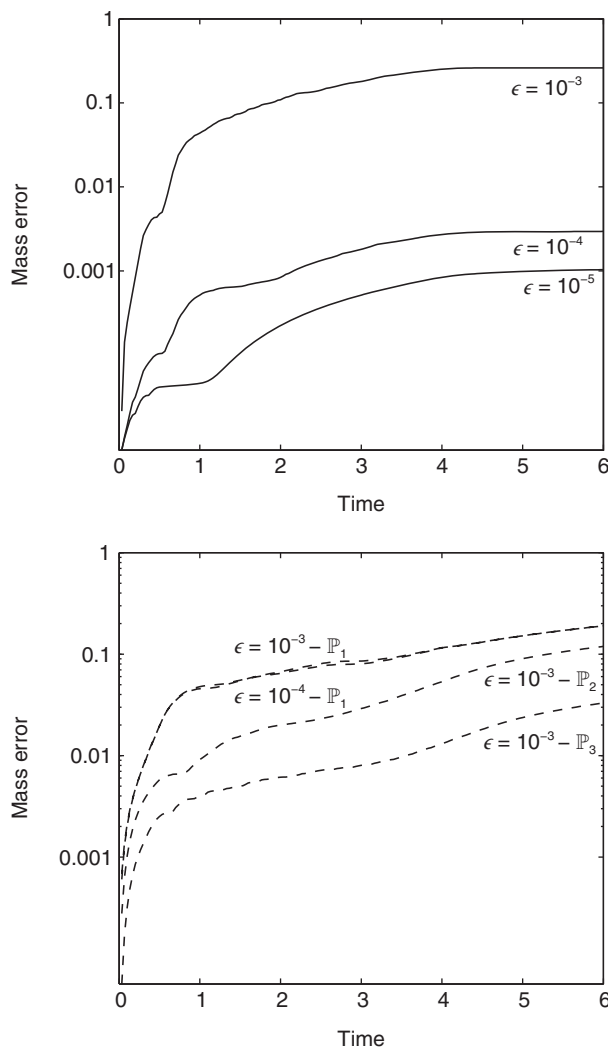 1
0.1
0.01
0.001
Mass error
ϵ = 10⁻³
ϵ = 10⁻⁴
ϵ = 10⁻⁵
0 1 2 3 4 5 6
Time
1
0.1
0.01
0.001
Mass error
ϵ = 10⁻³ – ℙ₁
ϵ = 10⁻⁴ – ℙ₁
ϵ = 10⁻³ – ℙ₂
ϵ = 10⁻³ – ℙ₃
0 1 2 3 4 5 6
Time